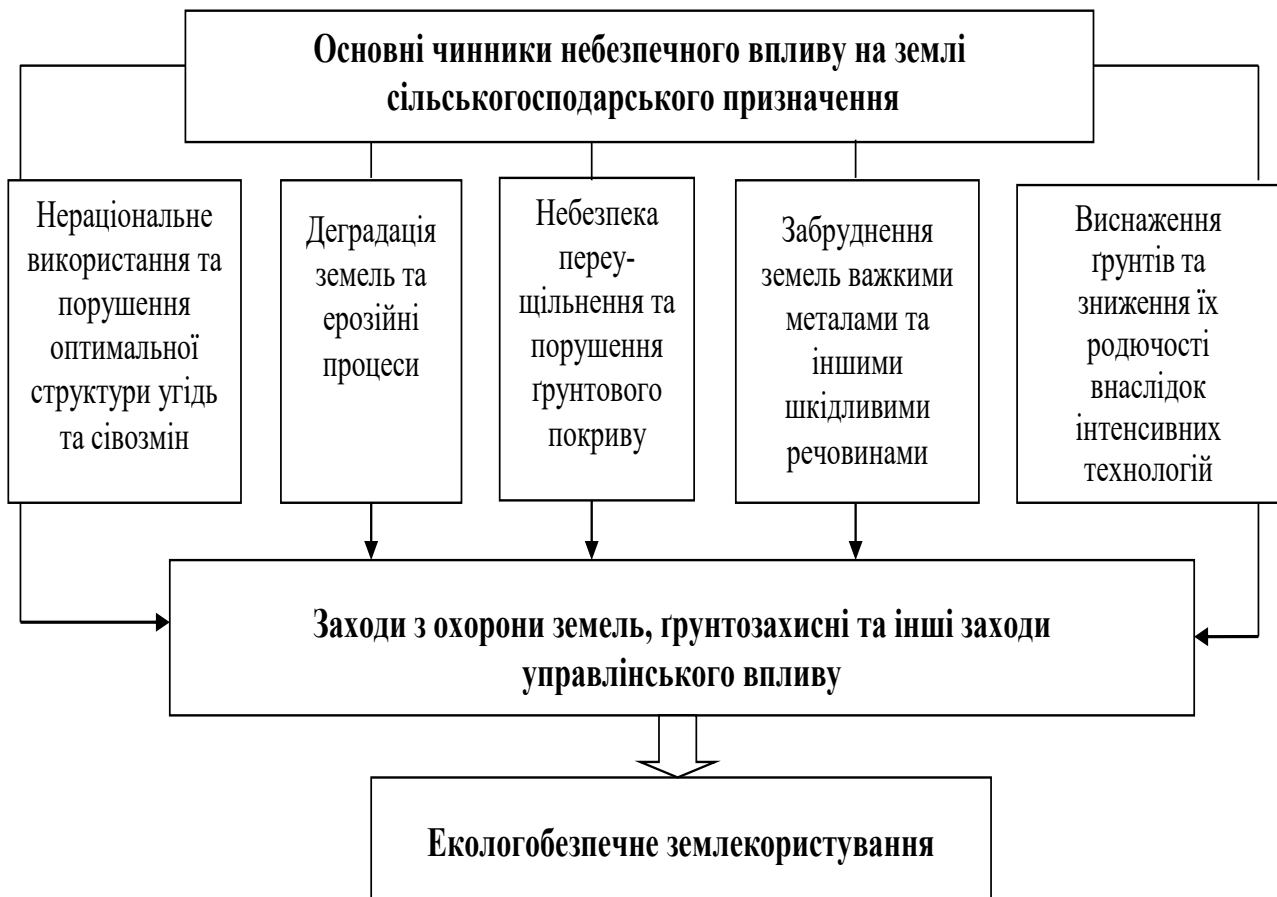 Основні чинники небезпечного впливу на землі
сільськогосподарського призначення
Нераціональне
використання та
порушення
оптимальної
структури угідь
та сівозмін
Деградація
земель та
ерозійні
процеси
Небезпека
переу-
щільнення та
порушення
ґрунтового
покриву
Забруднення
земель важкими
металами та
іншими
шкідливими
речовинами
Виснаження
ґрунтів та
зниження їх
родючості
внаслідок
інтенсивних
технологій
Заходи з охорони земель, ґрунтозахисні та інші заходи
управлінського впливу
Екологобезпечне землекористування